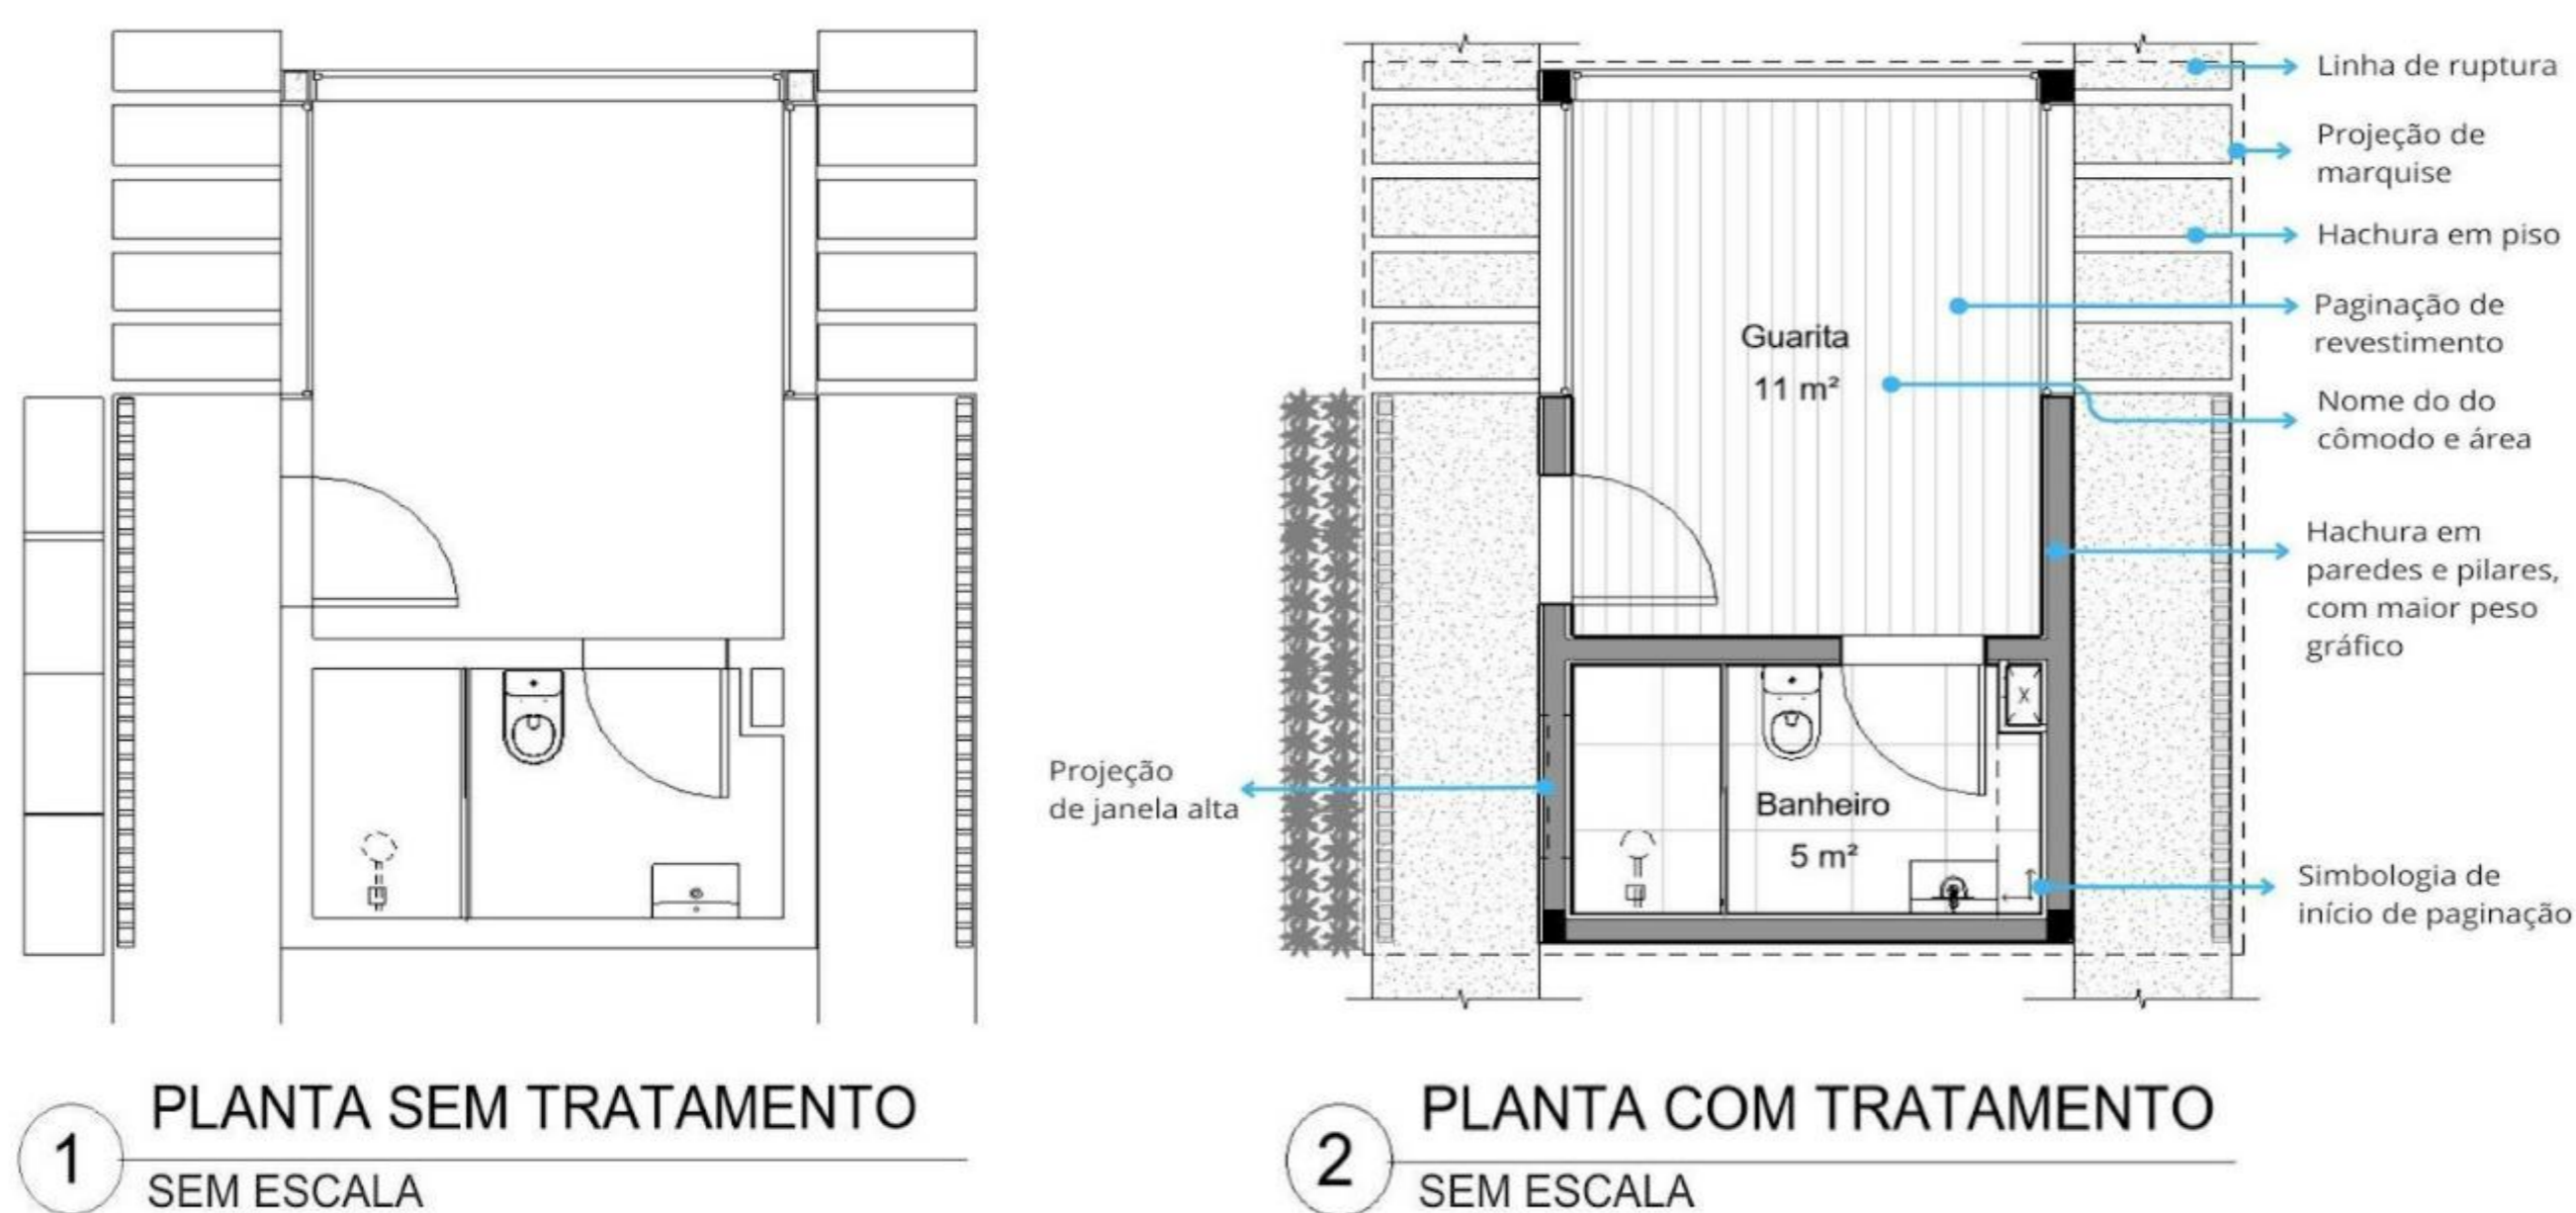 Linha de ruptura
Projeção de
marquise
Hachura em piso
Paginação de
revestimento
Nome do do
cômodo e área
Hachura em
paredes e pilares,
com maior peso
gráfico
Simbologia de
início de paginação
Guarita
11 m²
X
Projeção
de janela alta
Banheiro
5 m²
1
PLANTA SEM TRATAMENTO
SEM ESCALA
2
PLANTA COM TRATAMENTO
SEM ESCALA